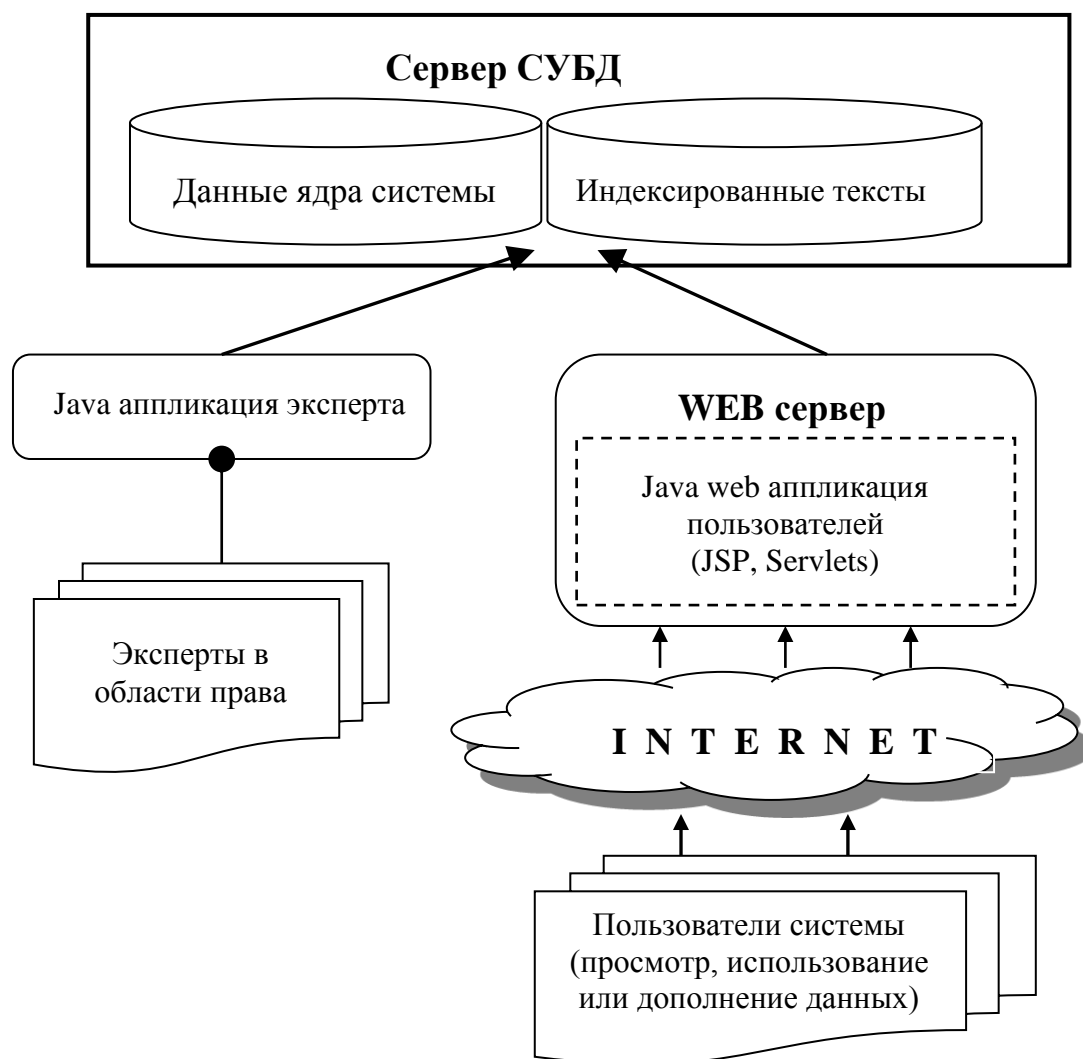 Сервер СУБД
Данные ядра системы
Индексированные тексты
Java аппликация эксперта
WEB сервер
Java web аппликация
пользователей
(JSP, Servlets)
Эксперты в
области права
I N T E R N E T
Пользователи системы
(просмотр, использование
или дополнение данных)